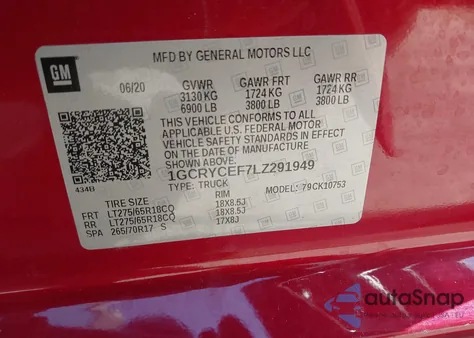 GM
MFD BY GENERAL MOTORS LLC
06/20 GVWR GAWR FRT GAWR RR
3130 KG 1724 KG 1724 KG
6900 LB 3800 LB 3800 LB
THIS VEHICLE CONFORMS TO ALL
APPLICABLE U.S. FEDERAL MOTOR
VEHICLE SAFETY STANDARDS IN EFFECT
ON THE DATE OF MANUFACTURE
SHOWN ABOVE.
1GCRYCEF7LZ291949
TYPE: TRUCK MODEL: 79CK10753
434B
TIRE SIZE RIM
FRT LT275/65R18CQ 18X8.5J
RR LT275/65R18CQ 18X8.5J
SPA 265/70R17 S 17X8J
autoSnap